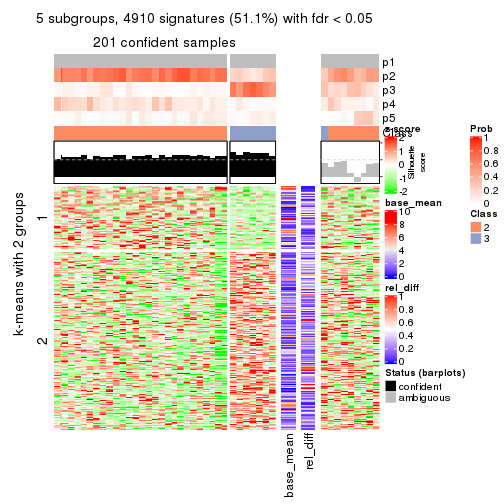 5 subgroups, 4910 signatures (51.1%) with fdr < 0.05
201 confident samples
p1
p2
p3
p4
p5
Class
Silhouette
score
k-means with 2 groups
1
2
base_mean
rel_diff
z-score
2
1
0
-1
-2
base_mean
10
8
6
4
2
0
rel_diff
1
0.8
0.6
0.4
0.2
0
Status (barplots)
confident
ambiguous
Prob
1
0.8
0.6
0.4
0.2
0
Class
2
3